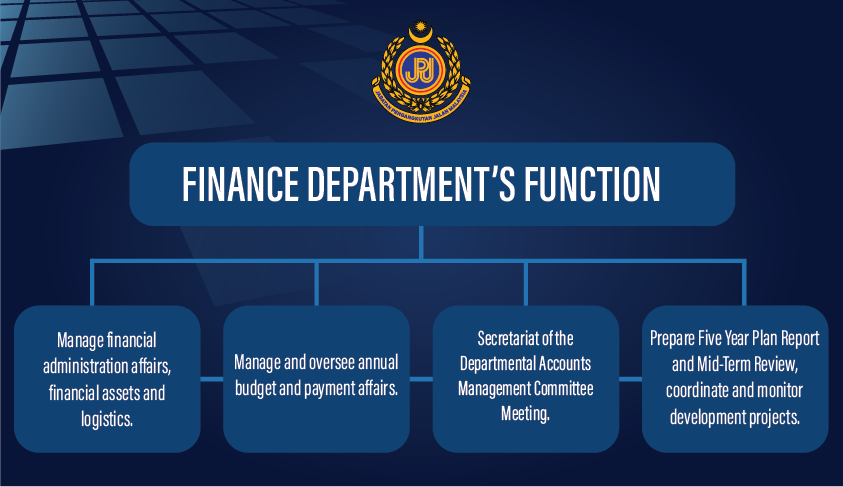 JPJ
JABATAN PENGANGKUTAN JALAN MALAYSIA
FINANCE DEPARTMENT'S FUNCTION
Manage financial
administration affairs,
financial assets and
logistics.
Manage and oversee annual
budget and payment affairs.
Secretariat of the
Departmental Accounts
Management Committee
Meeting.
Prepare Five Year Plan Report
and Mid-Term Review,
coordinate and monitor
development projects.